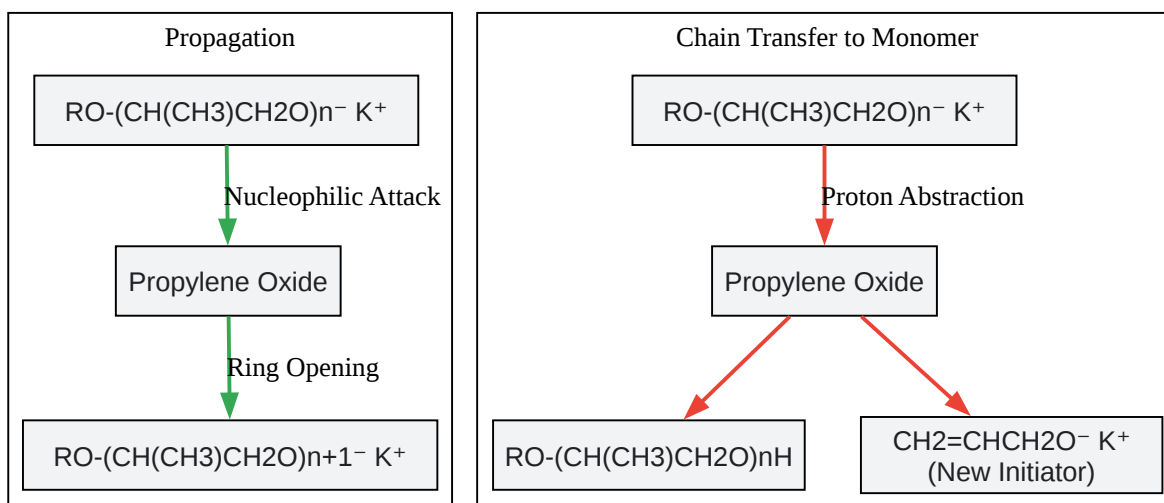 Propagation
RO-(CH(CH3)CH2O)n⁻ K⁺
Nucleophilic Attack
Propylene Oxide
Ring Opening
RO-(CH(CH3)CH2O)n+1⁻ K⁺
Chain Transfer to Monomer
RO-(CH(CH3)CH2O)n⁻ K⁺
Proton Abstraction
Propylene Oxide
RO-(CH(CH3)CH2O)nH
CH2=CHCH2O⁻ K⁺
(New Initiator)